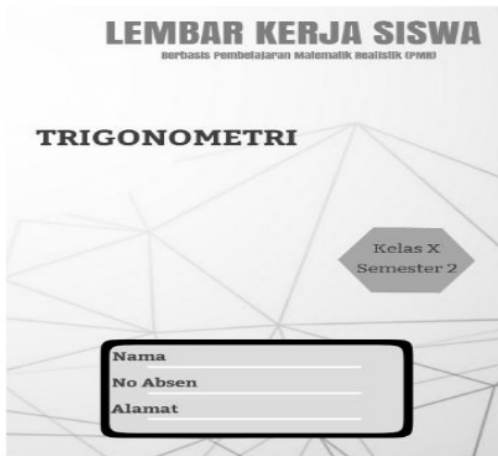 LEMBAR KERJA SISWA
Berbasis Pembelajaran Matematik Realistik (PMR)
TRIGONOMETRI
Kelas X
Semester 2
Nama
No Absen
Alamat